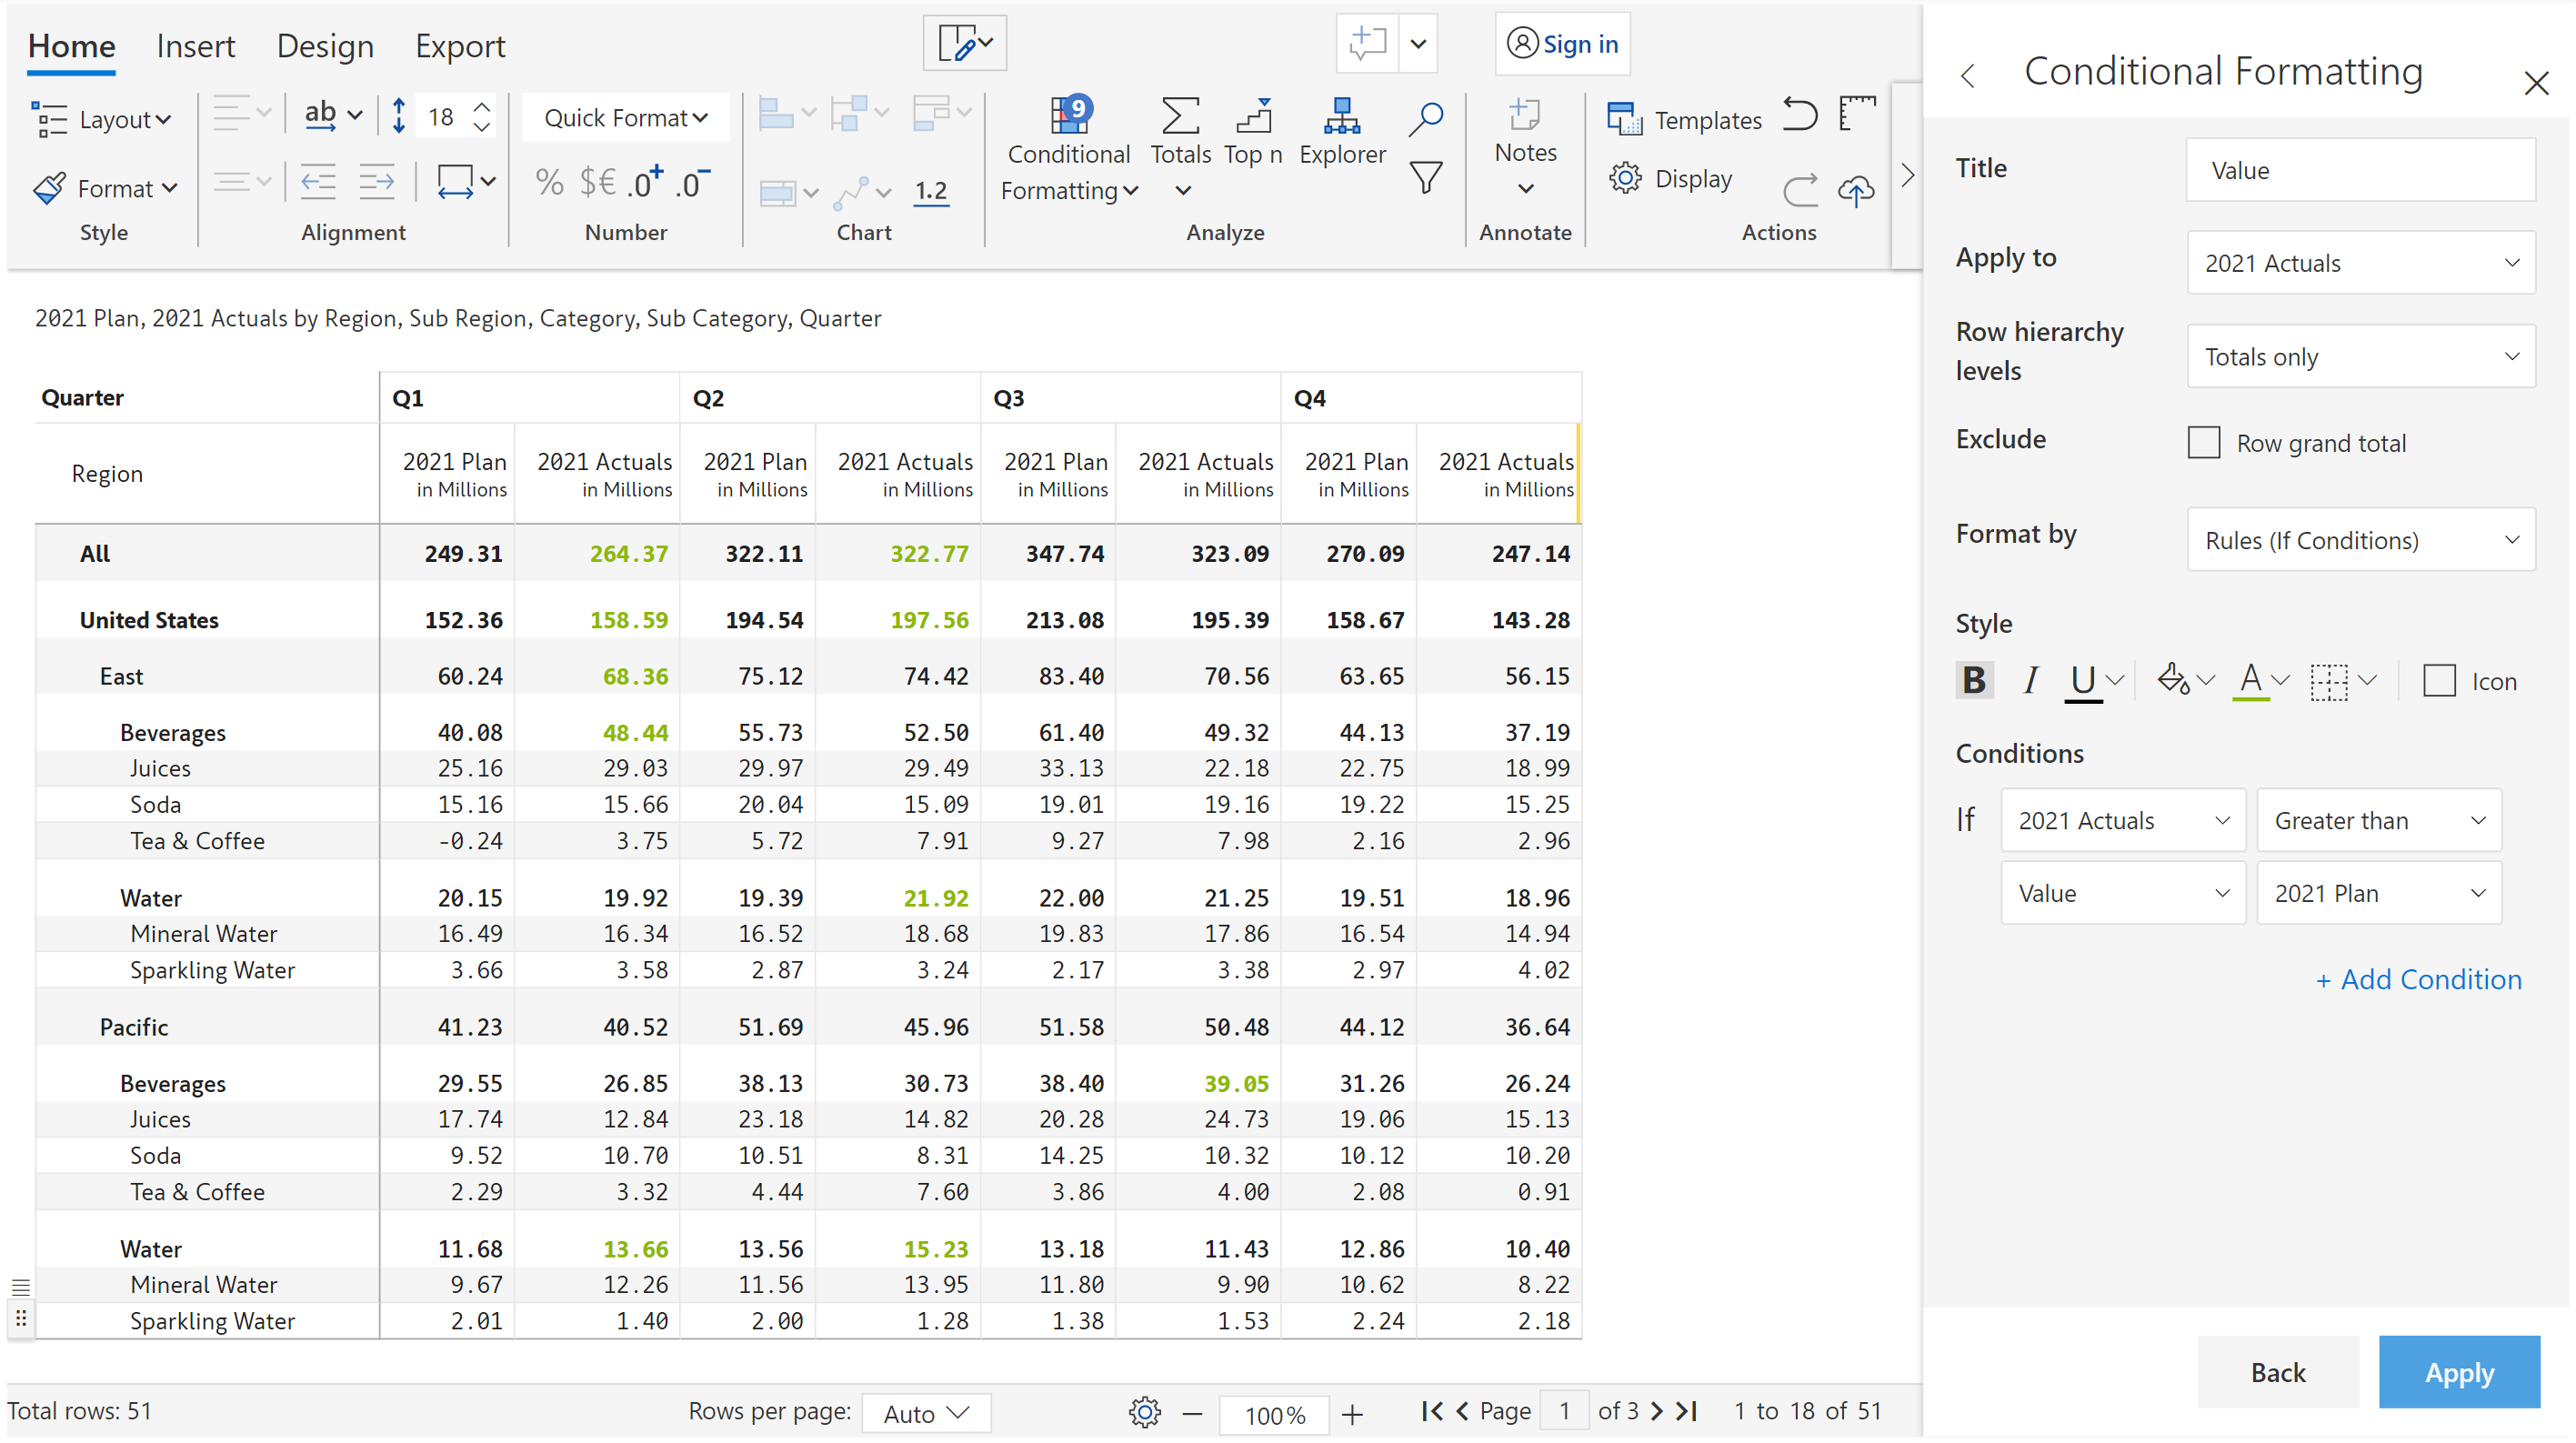 Home Insert Design Export
Sign in
Layout
ab
18
Quick Format
9
Conditional Formatting
Totals
Top n
Explorer
Notes
Templates
Format
% $€ .0+ .0-
1.2
Display
Style Alignment Number Chart Analyze Annotate Actions
2021 Plan, 2021 Actuals by Region, Sub Region, Category, Sub Category, Quarter
Quarter Q1 Q2 Q3 Q4
Region 2021 Plan 2021 Actuals 2021 Plan 2021 Actuals 2021 Plan 2021 Actuals 2021 Plan 2021 Actuals
in Millions in Millions in Millions in Millions in Millions in Millions in Millions in Millions
All 249.31 264.37 322.11 322.77 347.74 323.09 270.09 247.14
United States 152.36 158.59 194.54 197.56 213.08 195.39 158.67 143.28
East 60.24 68.36 75.12 74.42 83.40 70.56 63.65 56.15
Beverages 40.08 48.44 55.73 52.50 61.40 49.32 44.13 37.19
Juices 25.16 29.03 29.97 29.49 33.13 22.18 22.75 18.99
Soda 15.16 15.66 20.04 15.09 19.01 19.16 19.22 15.25
Tea & Coffee -0.24 3.75 5.72 7.91 9.27 7.98 2.16 2.96
Water 20.15 19.92 19.39 21.92 22.00 21.25 19.51 18.96
Mineral Water 16.49 16.34 16.52 18.68 19.83 17.86 16.54 14.94
Sparkling Water 3.66 3.58 2.87 3.24 2.17 3.38 2.97 4.02
Pacific 41.23 40.52 51.69 45.96 51.58 50.48 44.12 36.64
Beverages 29.55 26.85 38.13 30.73 38.40 39.05 31.26 26.24
Juices 17.74 12.84 23.18 14.82 20.28 24.73 19.06 15.13
Soda 9.52 10.70 10.51 8.31 14.25 10.32 10.12 10.20
Tea & Coffee 2.29 3.32 4.44 7.60 3.86 4.00 2.08 0.91
Water 11.68 13.66 13.56 15.23 13.18 11.43 12.86 10.40
Mineral Water 9.67 12.26 11.56 13.95 11.80 9.90 10.62 8.22
Sparkling Water 2.01 1.40 2.00 1.28 1.38 1.53 2.24 2.18
Total rows: 51 Rows per page: Auto 100% Page 1 of 3 1 to 18 of 51
Conditional Formatting
Title Value
Apply to 2021 Actuals
Row hierarchy levels Totals only
Exclude Row grand total
Format by Rules (If Conditions)
Style
B I U A Icon
Conditions
If 2021 Actuals Greater than
Value 2021 Plan
+ Add Condition
Back Apply